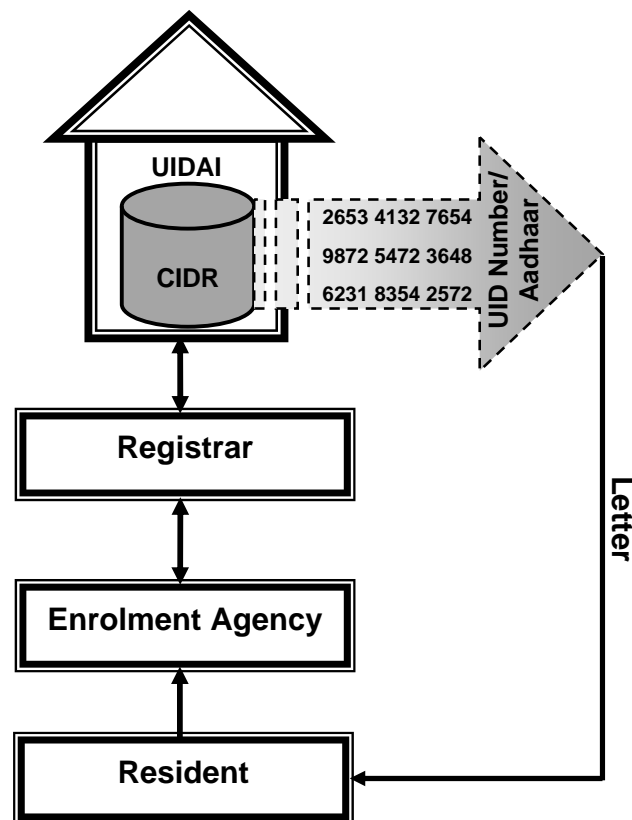 UIDAI
CIDR
2653 4132 7654
9872 5472 3648
6231 8354 2572
UID Number/
Aadhaar
Registrar
Letter
Enrolment Agency
Resident